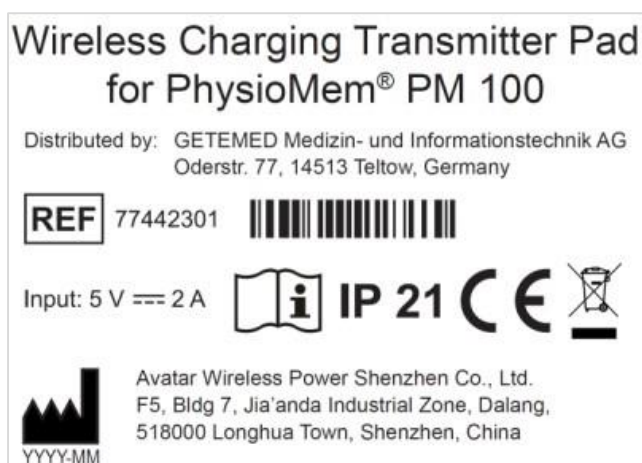 Wireless Charging Transmitter Pad
for PhysioMem® PM 100
Distributed by: GETEMED Medizin- und Informationstechnik AG
Oderstr. 77, 14513 Teltow, Germany
REF 77442301
Input: 5 V ⎓ 2 A i IP 21 CE
Avatar Wireless Power Shenzhen Co., Ltd.
F5, Bldg 7, Jia'anda Industrial Zone, Dalang,
518000 Longhua Town, Shenzhen, China
YYYY-MM